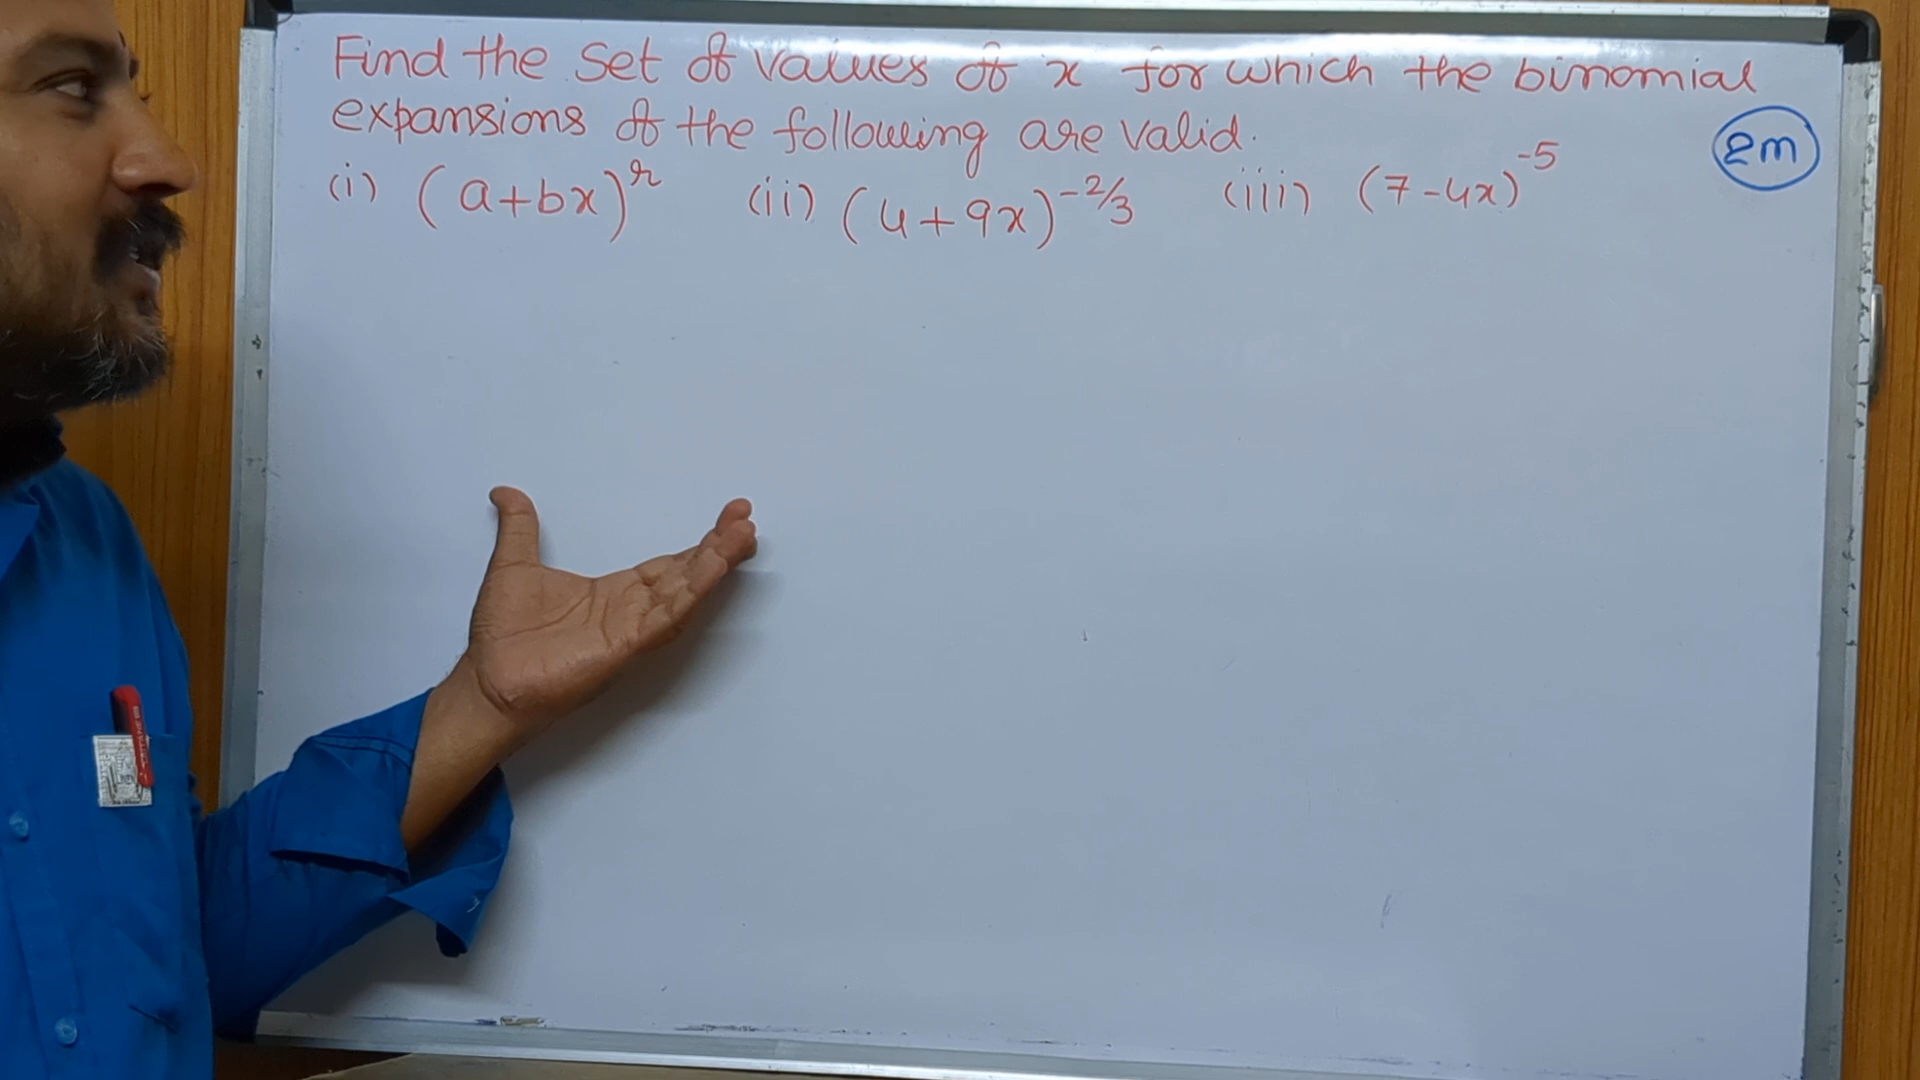 Find the set of values of x for which the binomial
expansions of the following are valid.
2m
(i) (a+bx)^r (ii) (4+9x)^-2/3 (iii) (7-4x)^-5